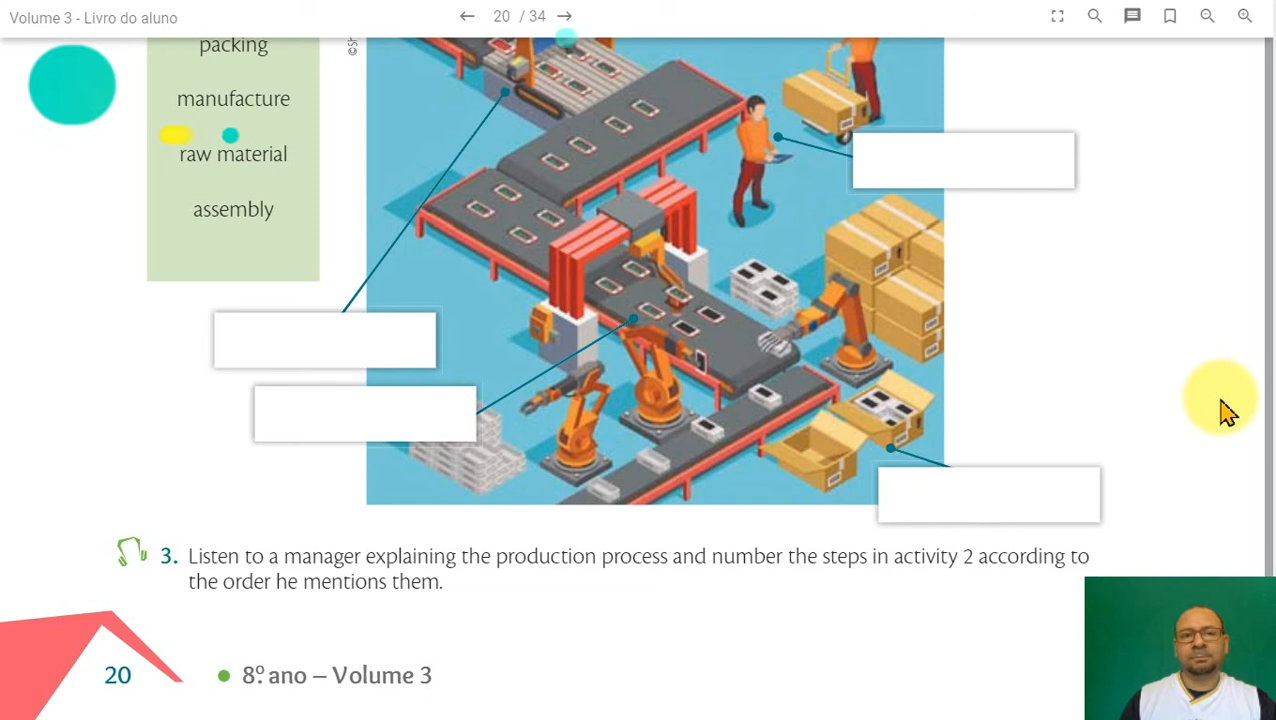 Volume 3 - Livro do aluno
20 / 34
packing
manufacture
raw material
assembly
3. Listen to a manager explaining the production process and number the steps in activity 2 according to
the order he mentions them.
20
8º. ano – Volume 3